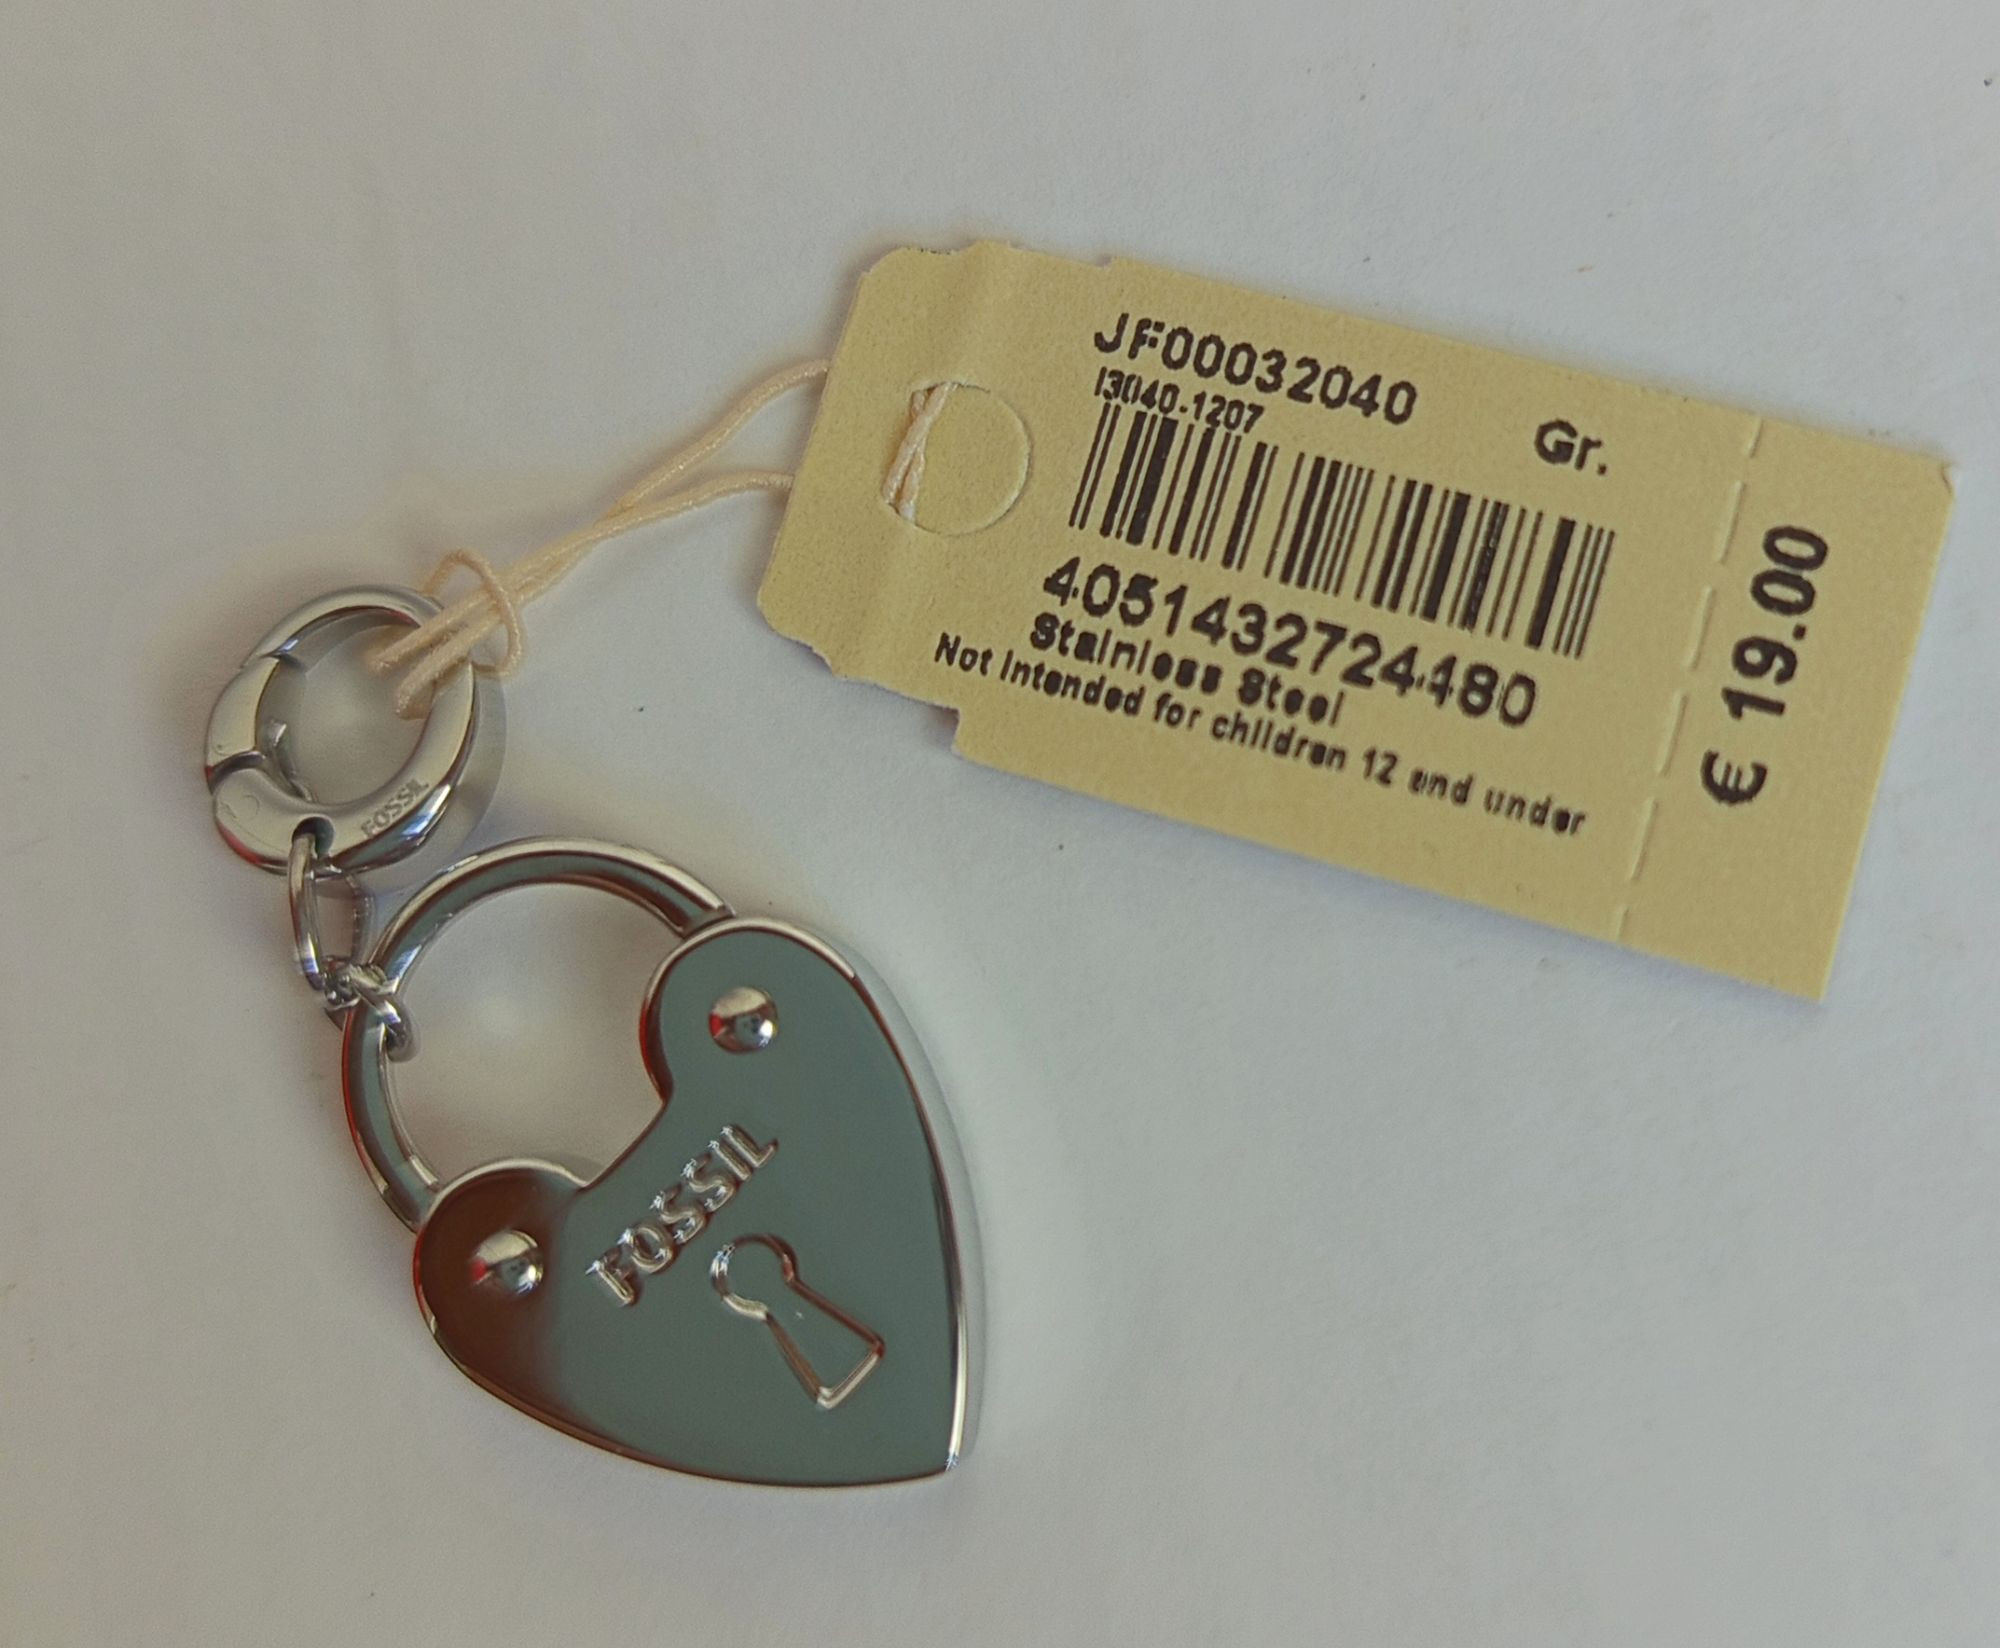 JF00032040
Gr.
I3040-1207
4051432724480
Stainless Steel
Not intended for children 12 and under
€ 19.00
FOSSIL
FOSSIL